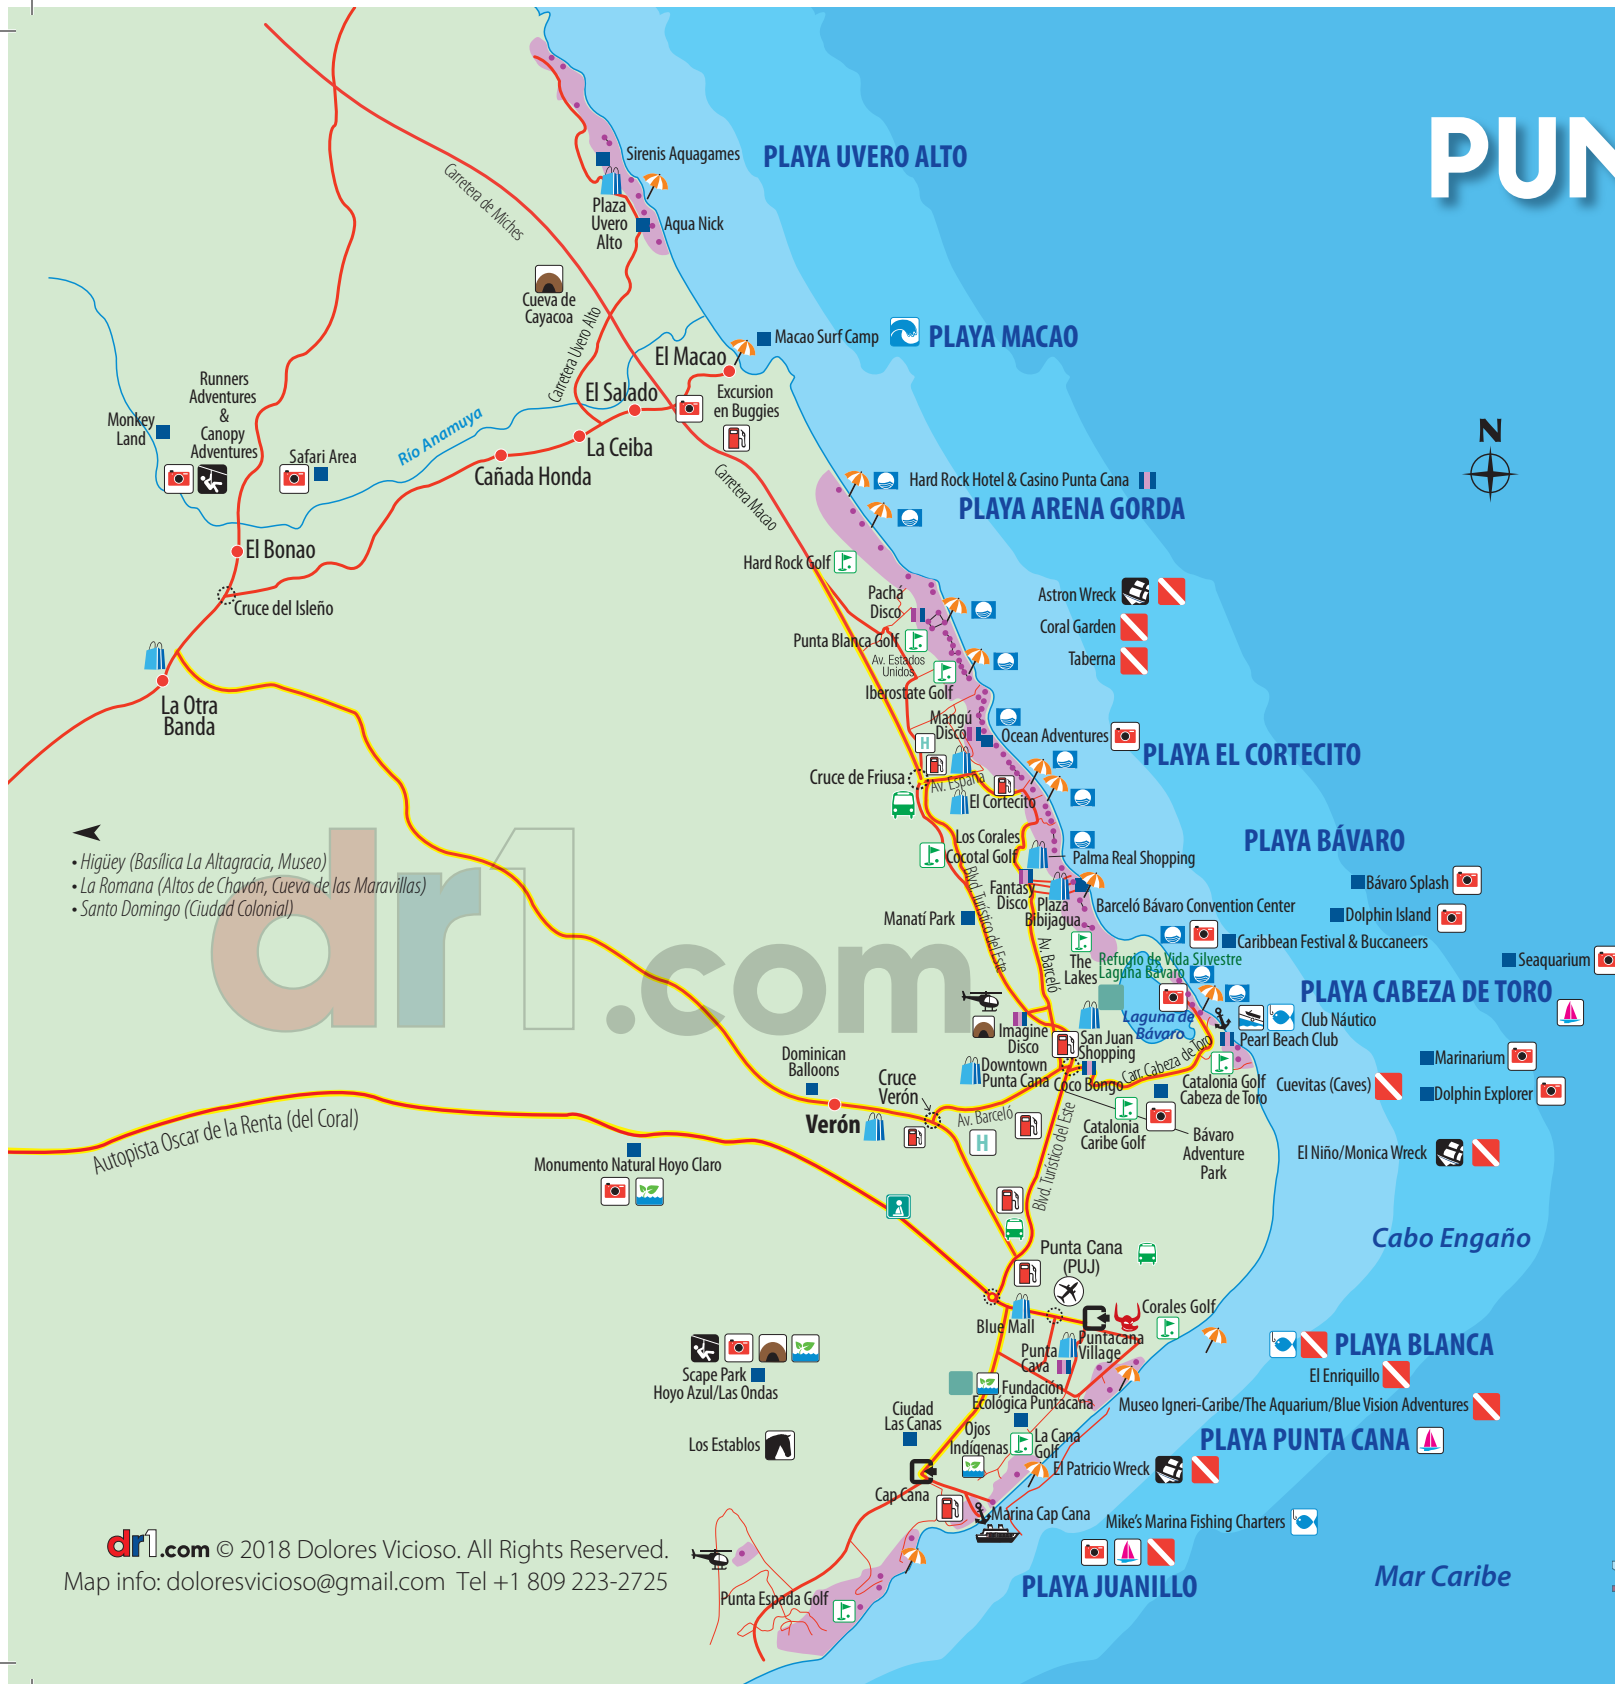 PUN
Sirenis Aquagames
PLAYA UVERO ALTO
Carretera de Miches
Plaza
Uvero
Alto
Aqua Nick
Cueva de
Cayacoa
Carretera Uvero Alto
El Macao
Macao Surf Camp
PLAYA MACAO
Runners
Adventures
&
Canopy
Adventures
Monkey
Land
Safari Area
Río Anamuya
El Salado
Excursion
en Buggies
La Ceiba
Cañada Honda
Carretera Macao
N
Hard Rock Hotel & Casino Punta Cana
PLAYA ARENA GORDA
El Bonao
Hard Rock Golf
Cruce del Isleño
Pachá
Disco
Astron Wreck
Coral Garden
Taberna
Punta Blanca Golf
Av. Estados
Unidos
Iberostate Golf
La Otra
Banda
Mangú
Disco
H
Ocean Adventures
PLAYA EL CORTECITO
Cruce de Friusa
Av. España
El Cortecito
Los Corales
Cocotal Golf
Palma Real Shopping
PLAYA BÁVARO
• Higüey (Basílica La Altagracia, Museo)
• La Romana (Altos de Chavón, Cueva de las Maravillas)
• Santo Domingo (Ciudad Colonial)
dr1.com
Blvd. Turístico del Este
Fantasy
Disco
Plaza
Bibijagua
Barceló Bávaro Convention Center
Bávaro Splash
Dolphin Island
Manatí Park
Av. Barceló
The
Lakes
Caribbean Festival & Buccaneers
Refugio de Vida Silvestre
Laguna Bávaro
Seaquarium
PLAYA CABEZA DE TORO
Laguna de
Bávaro
Club Náutico
Pearl Beach Club
Imagine
Disco
San Juan
Shopping
Downtown
Punta Cana
Coco Bongo
Carr. Cabeza de Toro
Catalonia Golf
Cabeza de Toro
Marinarium
Cuevitas (Caves)
Dolphin Explorer
Dominican
Balloons
Cruce
Verón
Verón
Av. Barceló
H
Catalonia
Caribe Golf
Bávaro
Adventure
Park
El Niño/Monica Wreck
Autopista Oscar de la Renta (del Coral)
Monumento Natural Hoyo Claro
Blvd. Turístico del Este
Cabo Engaño
Punta Cana
(PUJ)
Corales Golf
Blue Mall
Puntacana
Village
Punta
Cava
PLAYA BLANCA
El Enriquillo
Scape Park
Hoyo Azul/Las Ondas
Fundación
Ecológica Puntacana
Museo Igneri-Caribe/The Aquarium/Blue Vision Adventures
Ciudad
Las Canas
Ojos
Indígenas
La Cana
Golf
PLAYA PUNTA CANA
Los Establos
El Patricio Wreck
Cap Cana
Marina Cap Cana
Mike's Marina Fishing Charters
dr1.com © 2018 Dolores Vicioso. All Rights Reserved.
Map info: doloresvicioso@gmail.com Tel +1 809 223-2725
PLAYA JUANILLO
Mar Caribe
Punta Espada Golf